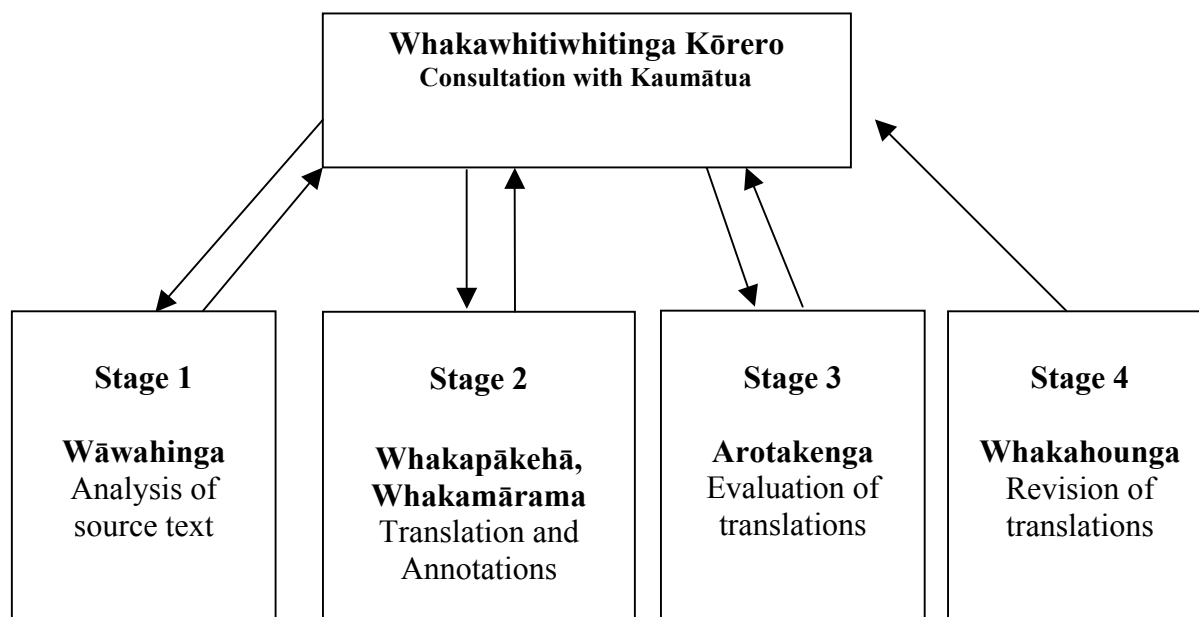 Whakawhitiwhitinga Kōrero
Consultation with Kaumātua
Stage 1
Wāwahinga
Analysis of
source text
Stage 2
Whakapākehā,
Whakamārama
Translation and
Annotations
Stage 3
Arotakenga
Evaluation of
translations
Stage 4
Whakahounga
Revision of
translations